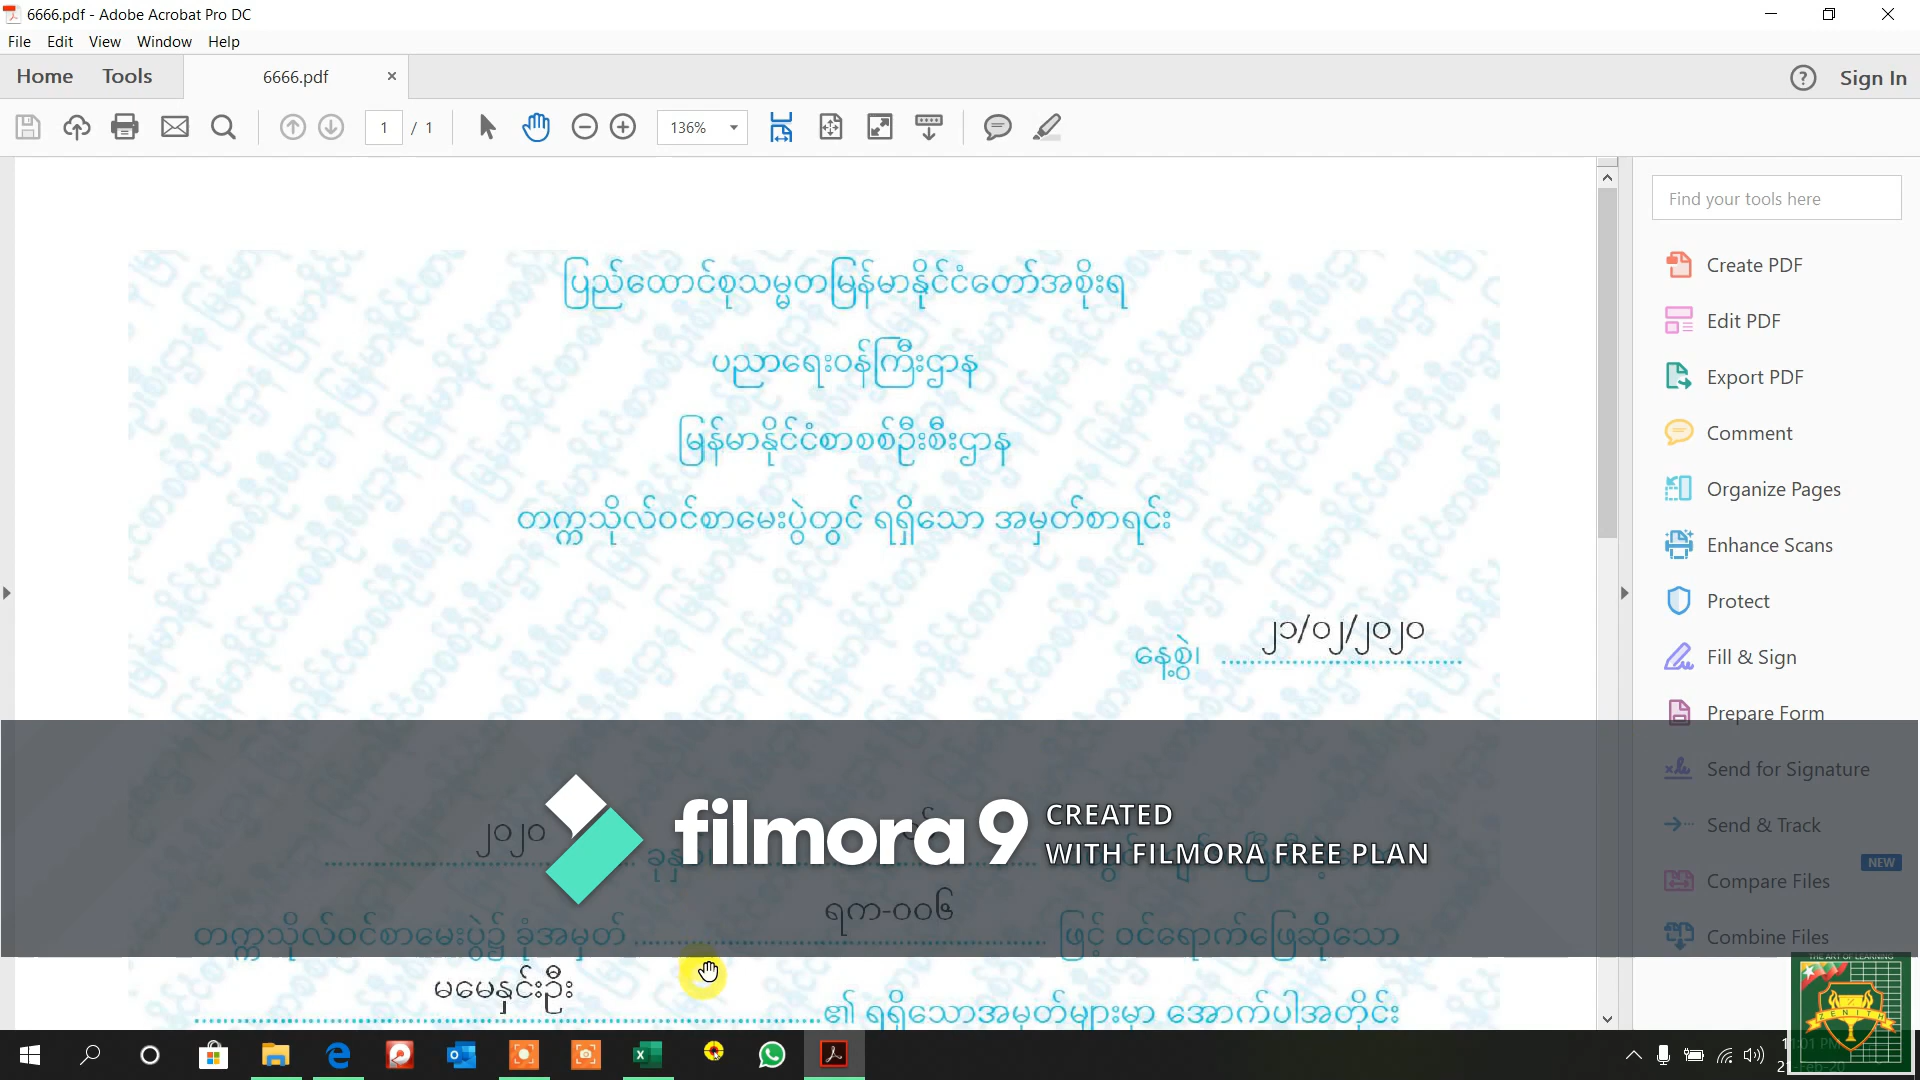 6666.pdf - Adobe Acrobat Pro DC
File Edit View Window Help
Home Tools 6666.pdf Sign In
1 / 1 136%
Find your tools here
Create PDF
Edit PDF
Export PDF
Comment
Organize Pages
Enhance Scans
Protect
Fill & Sign
Prepare Form
Send for Signature
Send & Track
NEW
Compare Files
Combine Files
ပြည်ထောင်စုသမ္မတမြန်မာနိုင်ငံတော်အစိုးရ
ပညာရေးဝန်ကြီးဌာန
မြန်မာနိုင်ငံစာစစ်ဦးစီးဌာန
တက္ကသိုလ်ဝင်စာမေးပွဲတွင် ရရှိသော အမှတ်စာရင်း
နေ့စွဲ၊ ၂၁/၀၂/၂၀၂၀
၂၀၂၀
filmora9 CREATED
WITH FILMORA FREE PLAN
တက္ကသိုလ်ဝင်စာမေးပွဲ၌ ခုံအမှတ် ရက-၀၀၆ ဖြင့် ဝင်ရောက်ဖြေဆိုသော
မမေနှင်းဦး ၏ ရရှိသောအမှတ်များမှာ အောက်ပါအတိုင်း
THE ART OF LEARNING
ZENITH